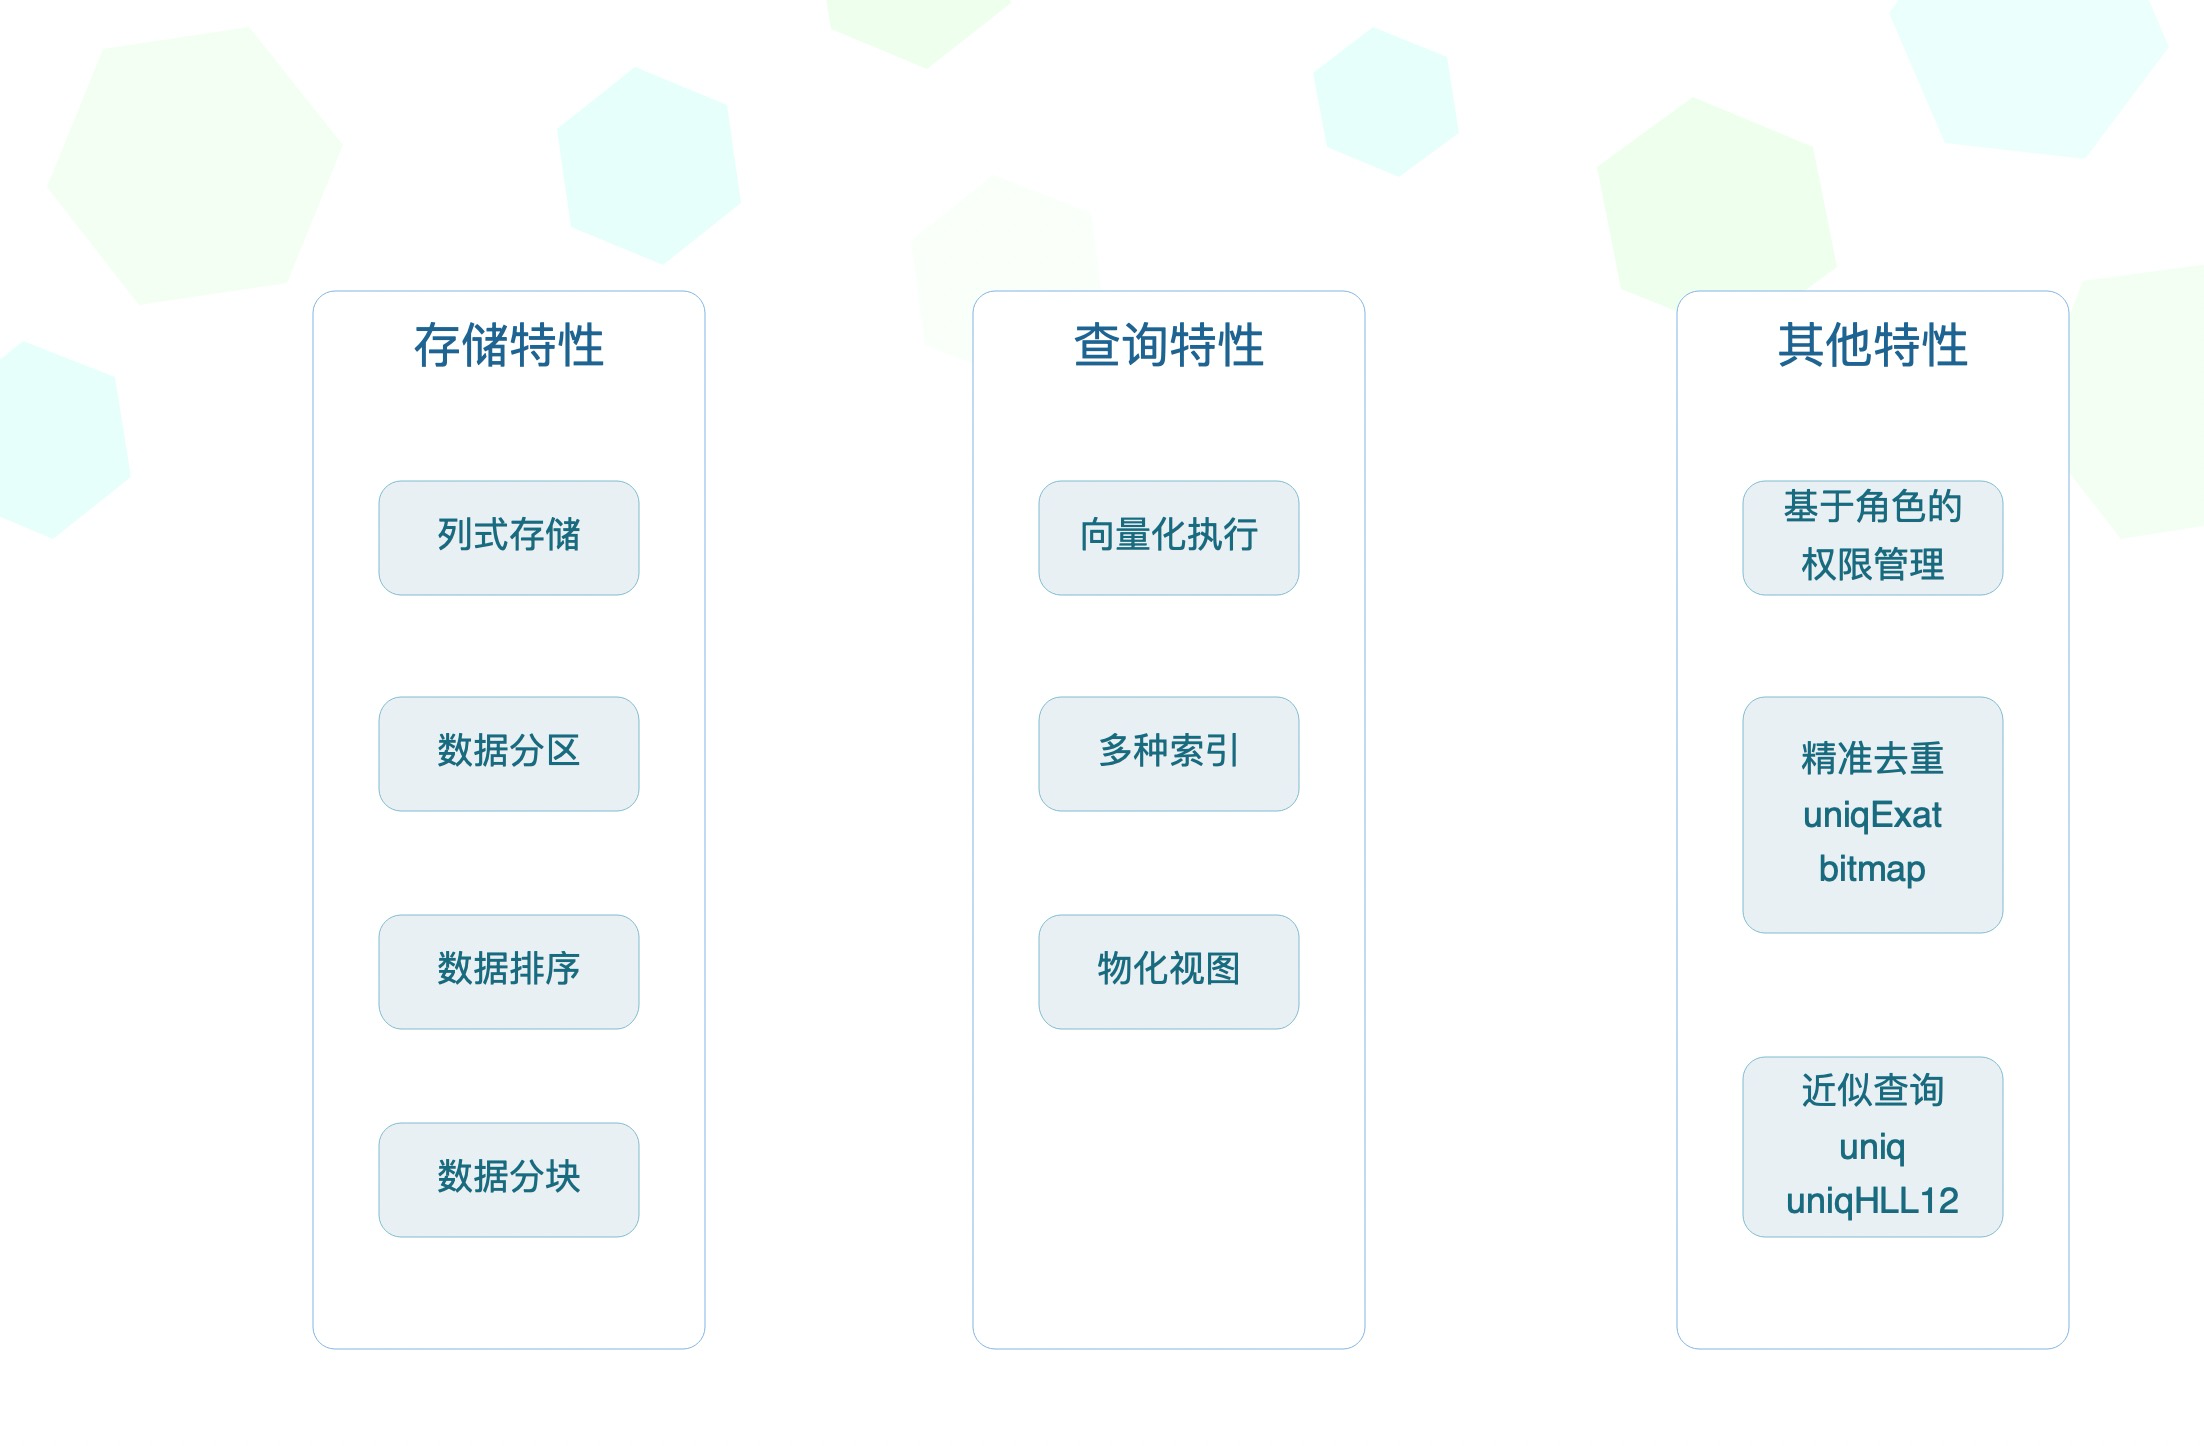 存储特性
列式存储
数据分区
数据排序
数据分块
查询特性
向量化执行
多种索引
物化视图
其他特性
基于角色的
权限管理
精准去重
uniqExat
bitmap
近似查询
uniq
uniqHLL12